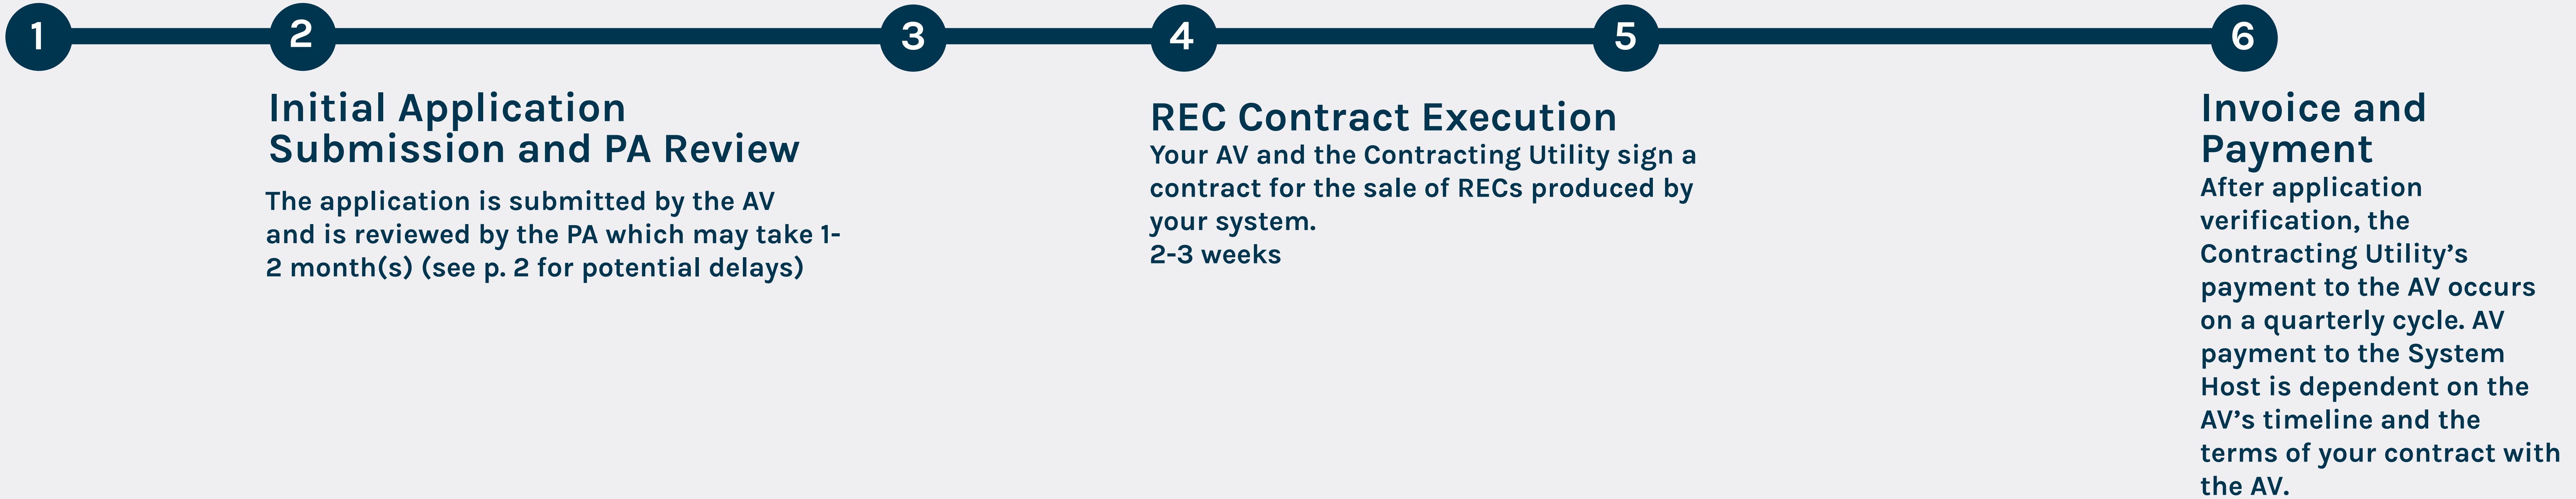 1
2
3
4
5
6
Initial Application
Submission and PA Review
The application is submitted by the AV
and is reviewed by the PA which may take 1-
2 month(s) (see p. 2 for potential delays)
REC Contract Execution
Your AV and the Contracting Utility sign a
contract for the sale of RECs produced by
your system.
2-3 weeks
Invoice and
Payment
After application
verification, the
Contracting Utility’s
payment to the AV occurs
on a quarterly cycle. AV
payment to the System
Host is dependent on the
AV’s timeline and the
terms of your contract with
the AV.